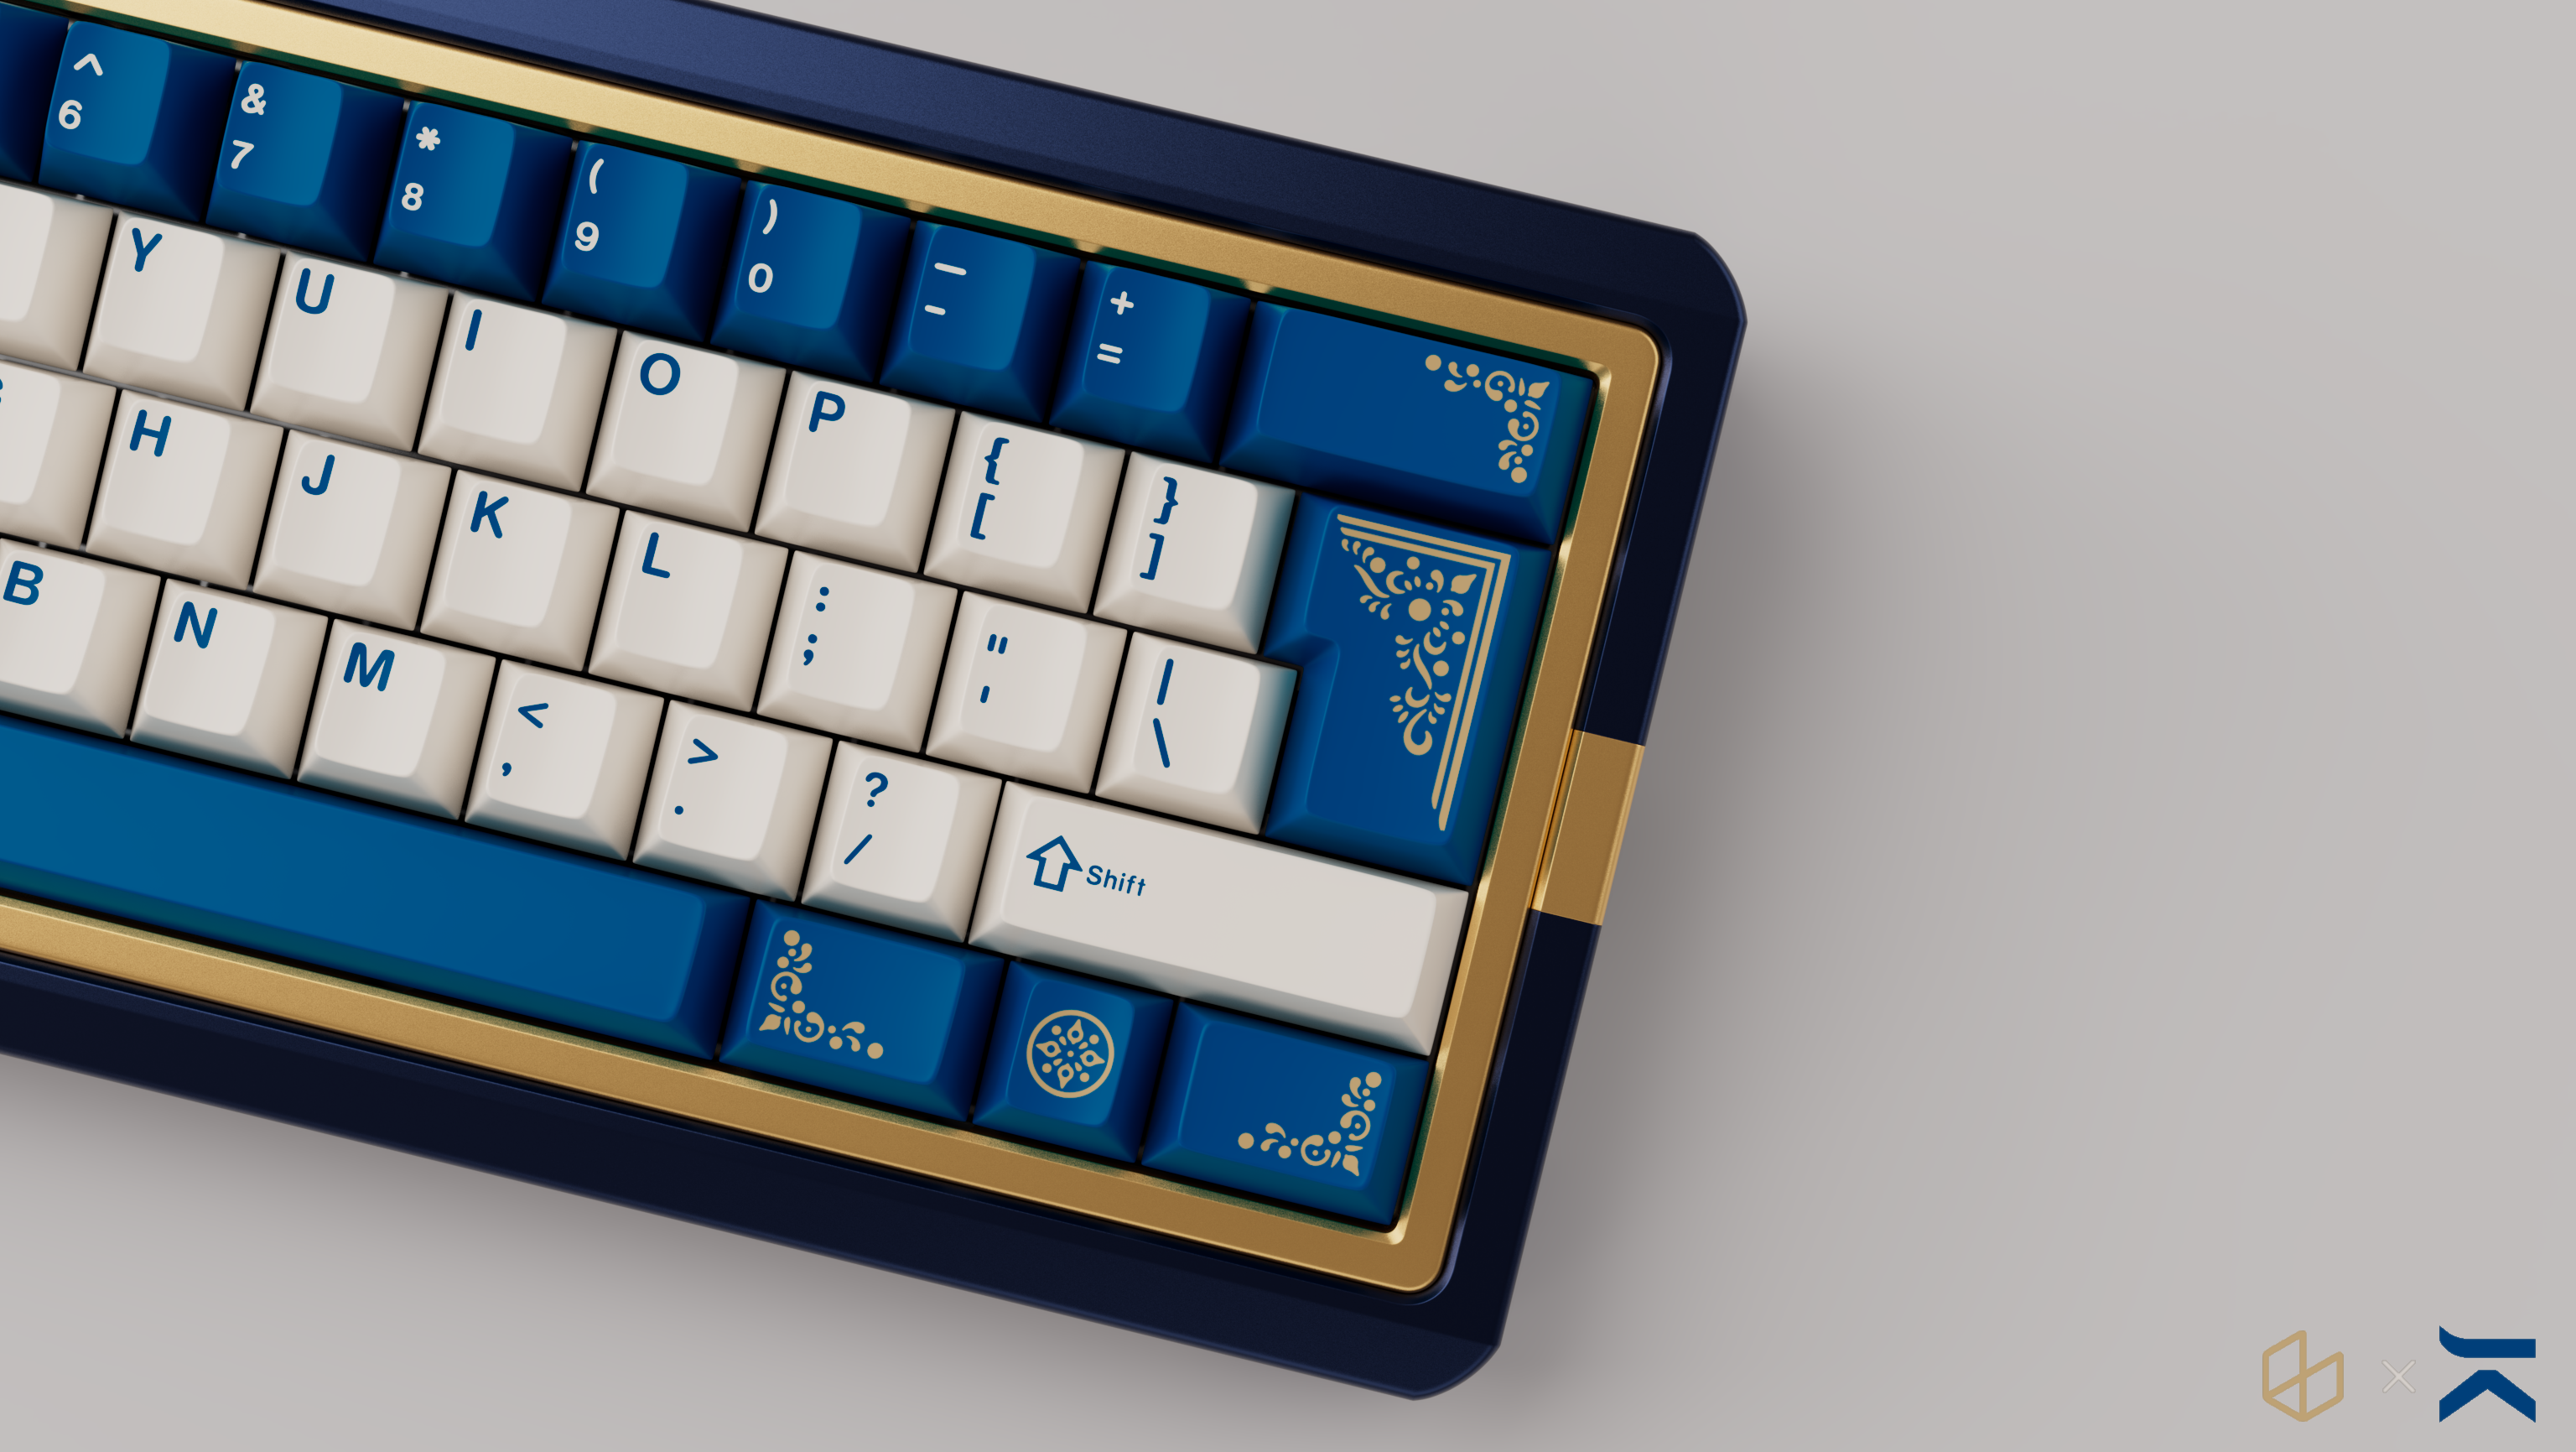 ^ & * ( ) — +
6 7 8 9 0 - =
Y U I O P { }
[ ]
H J K L : " |
; ' \
B N M < > ?
, . /
Shift